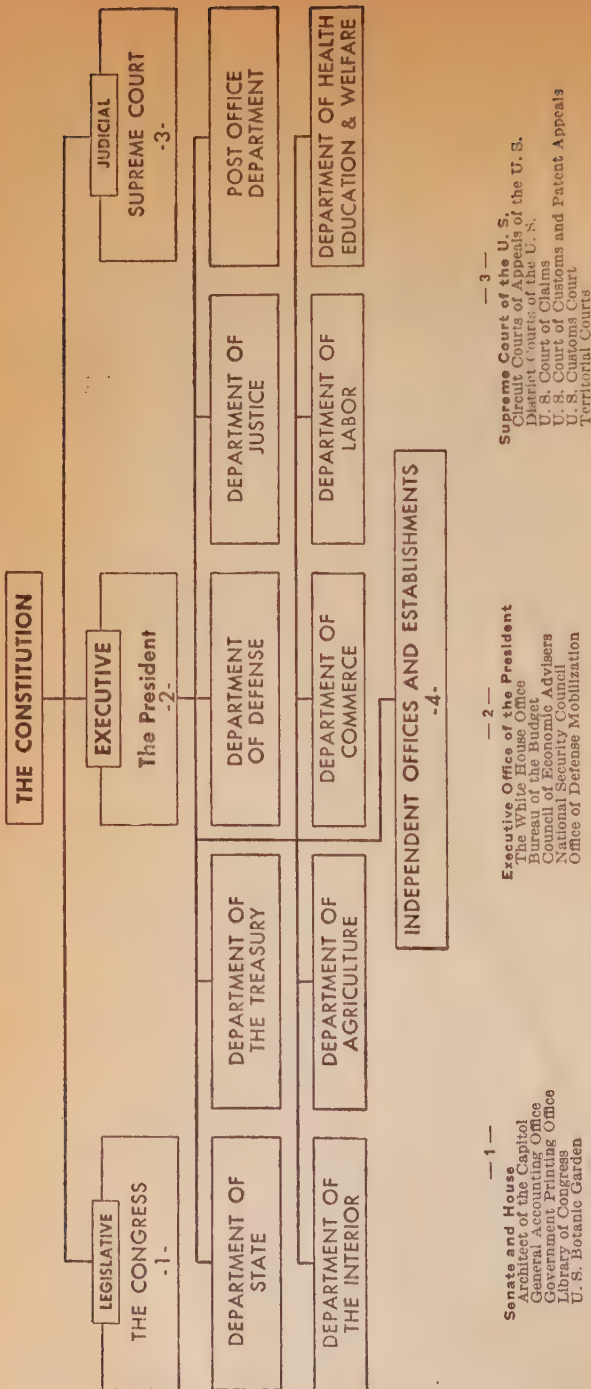 THE CONSTITUTION
LEGISLATIVE
THE CONGRESS
-1-
EXECUTIVE
The President
-2-
JUDICIAL
SUPREME COURT
-3-
DEPARTMENT OF
STATE
DEPARTMENT OF
THE TREASURY
DEPARTMENT
OF DEFENSE
DEPARTMENT OF
JUSTICE
POST OFFICE
DEPARTMENT
DEPARTMENT OF
THE INTERIOR
DEPARTMENT OF
AGRICULTURE
DEPARTMENT OF
COMMERCE
DEPARTMENT OF
LABOR
DEPARTMENT OF HEALTH
EDUCATION & WELFARE
INDEPENDENT OFFICES AND ESTABLISHMENTS
-4-
— 1 —
Senate and House
Architect of the Capitol
General Accounting Office
Government Printing Office
Library of Congress
U. S. Botanic Garden
— 2 —
Executive Office of the President
The White House Office
Bureau of the Budget
Council of Economic Advisers
National Security Council
Office of Defense Mobilization
— 3 —
Supreme Court of the U. S.
Circuit Courts of Appeals of the U. S.
District Courts of the U. S.
U. S. Court of Claims
U. S. Court of Customs and Patent Appeals
U. S. Customs Court
Territorial Courts